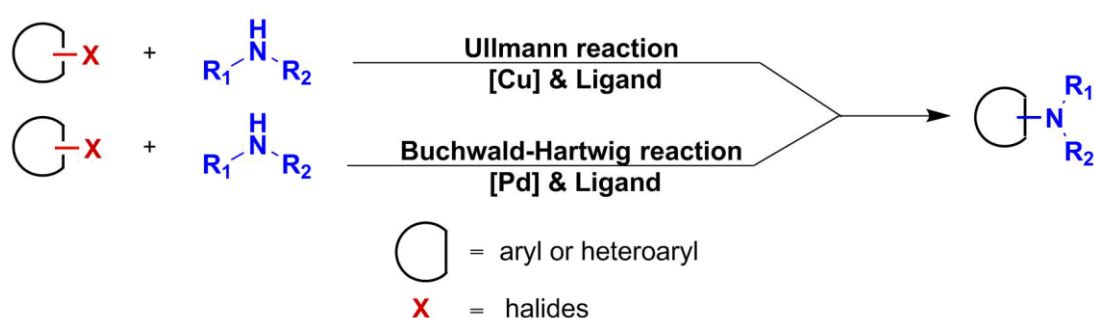 X + H N R1 R2 Ullmann reaction
[Cu] & Ligand
N R1 R2
X + H N R1 R2 Buchwald-Hartwig reaction
[Pd] & Ligand
= aryl or heteroaryl
X = halides